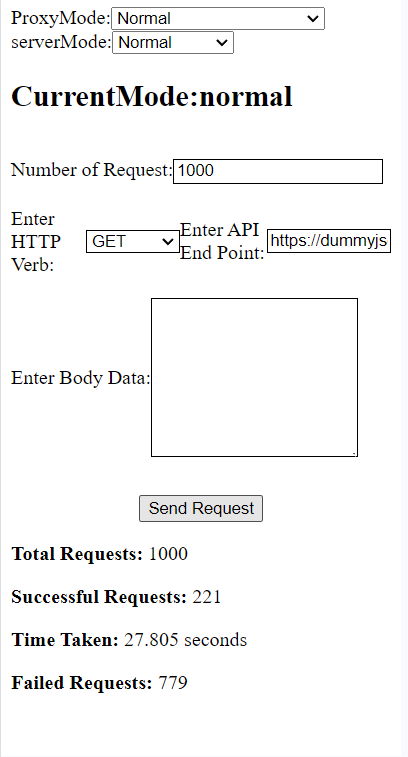 ProxyMode: Normal
serverMode: Normal
CurrentMode:normal
Number of Request: 1000
Enter
HTTP
Verb:
GET
Enter API
End Point:
https://dummyjs
Enter Body Data:
Send Request
Total Requests: 1000
Successful Requests: 221
Time Taken: 27.805 seconds
Failed Requests: 779